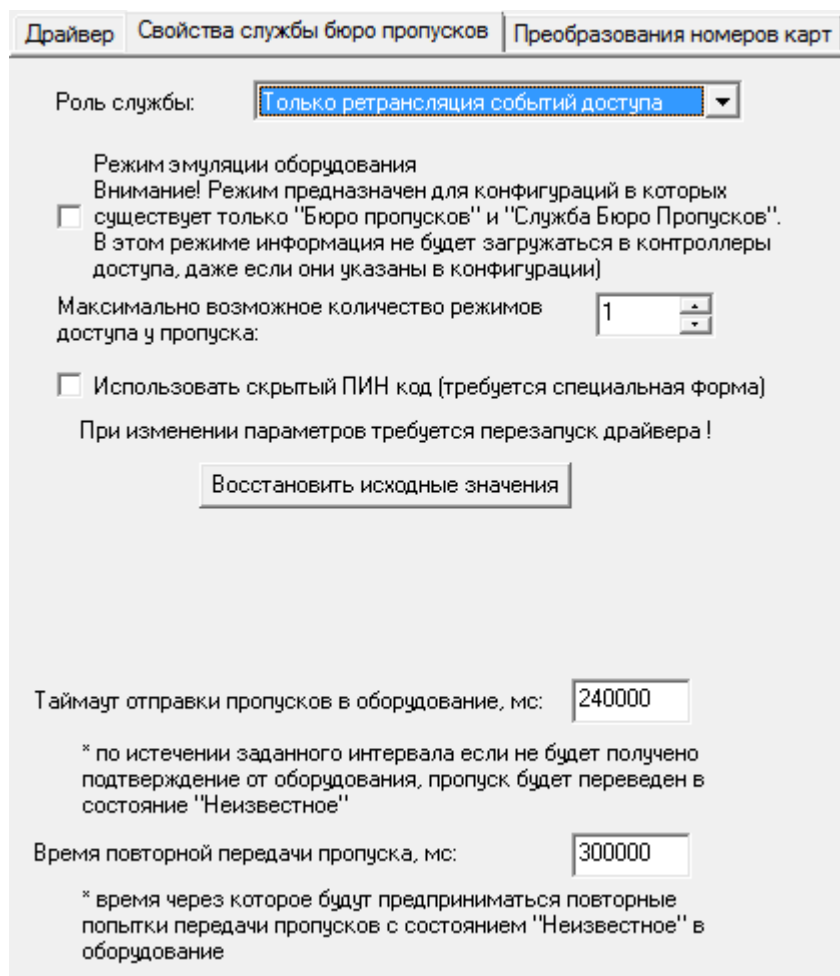 Драйвер Свойства службы бюро пропусков Преобразования номеров карт
Роль службы: Только ретрансляция событий доступа
Режим эмуляции оборудования
Внимание! Режим предназначен для конфигураций в которых
существует только "Бюро пропусков" и "Служба Бюро Пропусков".
В этом режиме информация не будет загружаться в контроллеры
доступа, даже если они указаны в конфигурации)
Максимально возможное количество режимов
доступа у пропуска: 1
Использовать скрытый ПИН код (требуется специальная форма)
При изменении параметров требуется перезапуск драйвера !
Восстановить исходные значения
Таймаут отправки пропусков в оборудование, мс: 240000
* по истечении заданного интервала если не будет получено
подтверждение от оборудования, пропуск будет переведен в
состояние "Неизвестное"
Время повторной передачи пропуска, мс: 300000
* время через которое будут предприниматься повторные
попытки передачи пропусков с состоянием "Неизвестное" в
оборудование